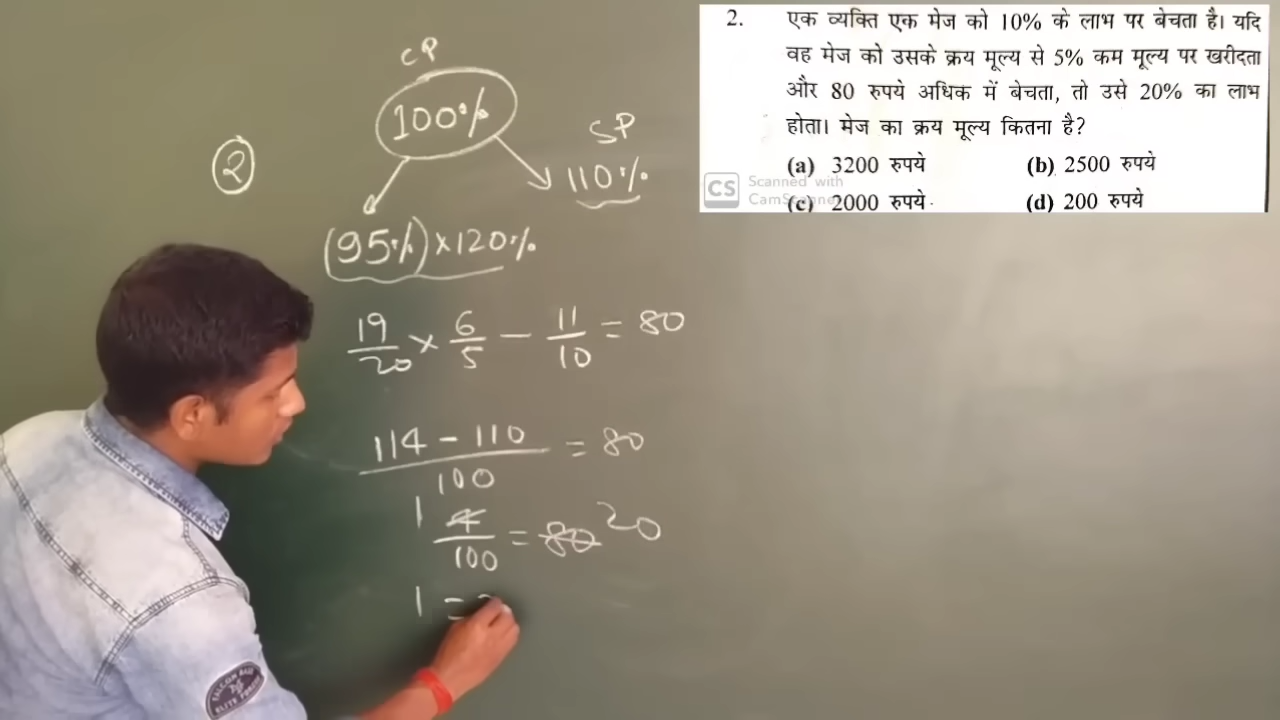 2. एक व्यक्ति एक मेज को 10% के लाभ पर बेचता है। यदि
वह मेज को उसके क्रय मूल्य से 5% कम मूल्य पर खरीदता
और 80 रुपये अधिक में बेचता, तो उसे 20% का लाभ
होता। मेज का क्रय मूल्य कितना है?
(a) 3200 रुपये (b) 2500 रुपये
(c) 2000 रुपये (d) 200 रुपये
CS Scanned with
CamScanner
CP
100%
SP
2
110%
(95%) × 120%
19/20 × 6/5 - 11/10 = 80
114 - 110 / 100 = 80
1 4/100 = 80 20
1 =